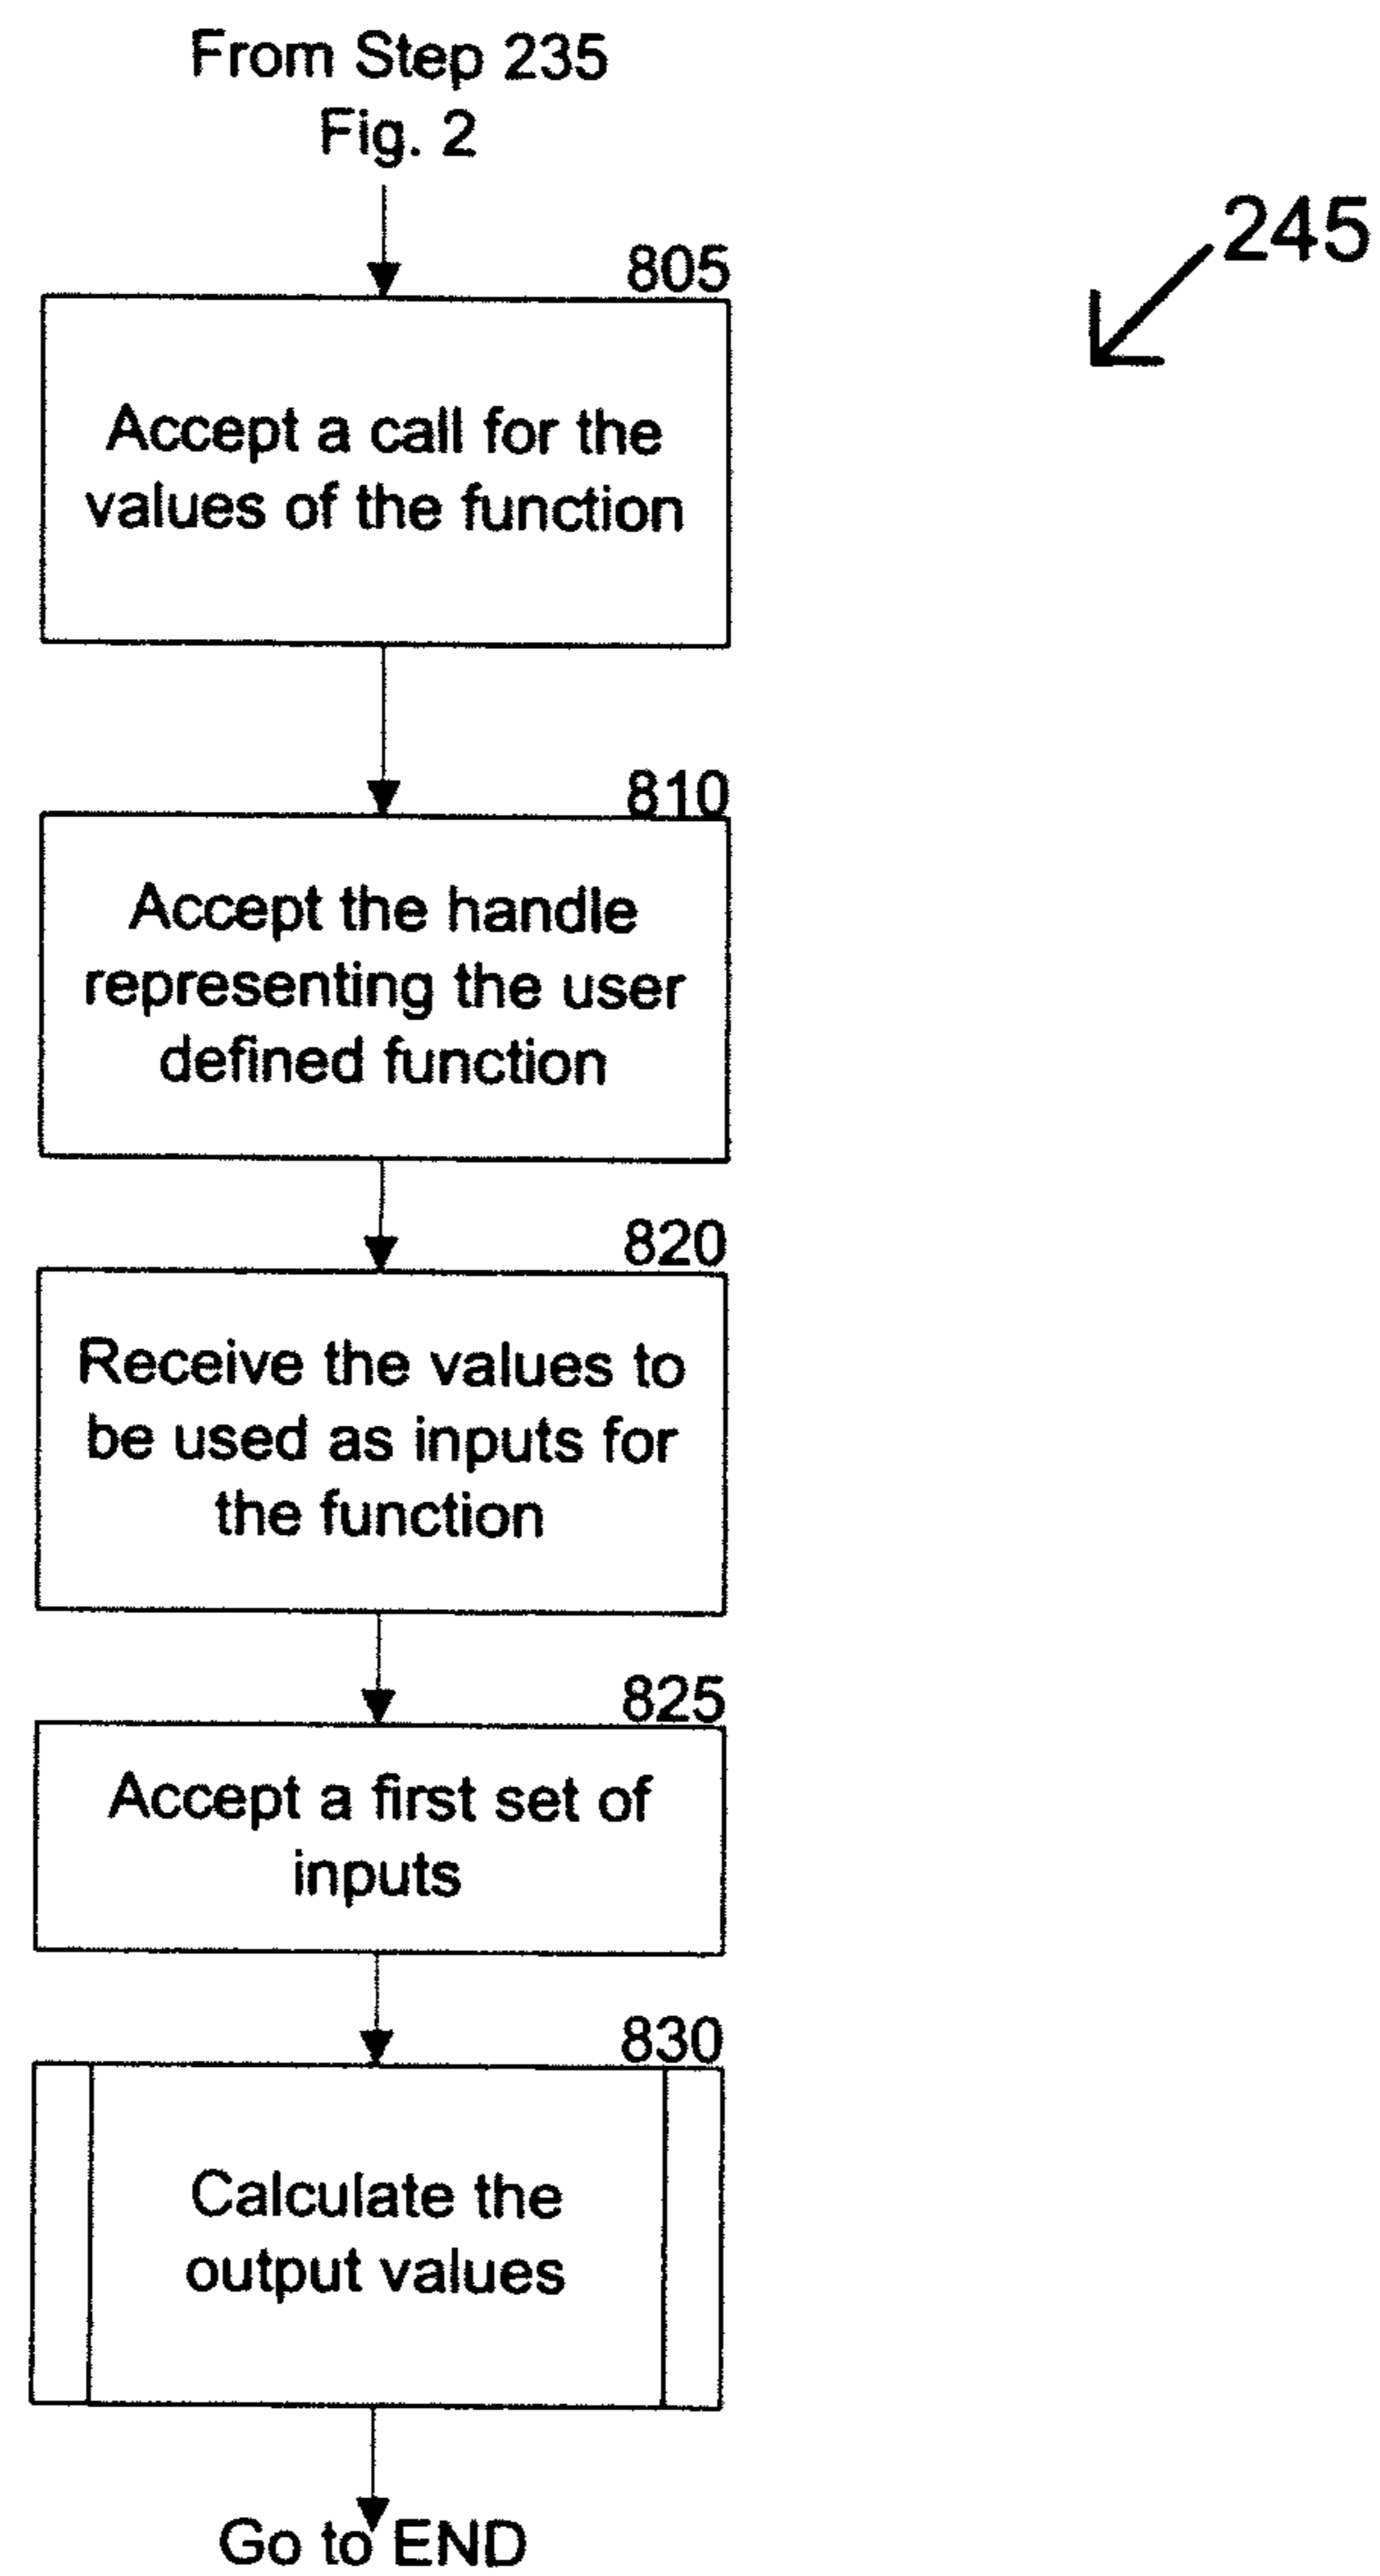 From Step 235
Fig. 2
245
805
Accept a call for the
values of the function
810
Accept the handle
representing the user
defined function
820
Receive the values to
be used as inputs for
the function
825
Accept a first set of
inputs
830
Calculate the
output values
Go to END